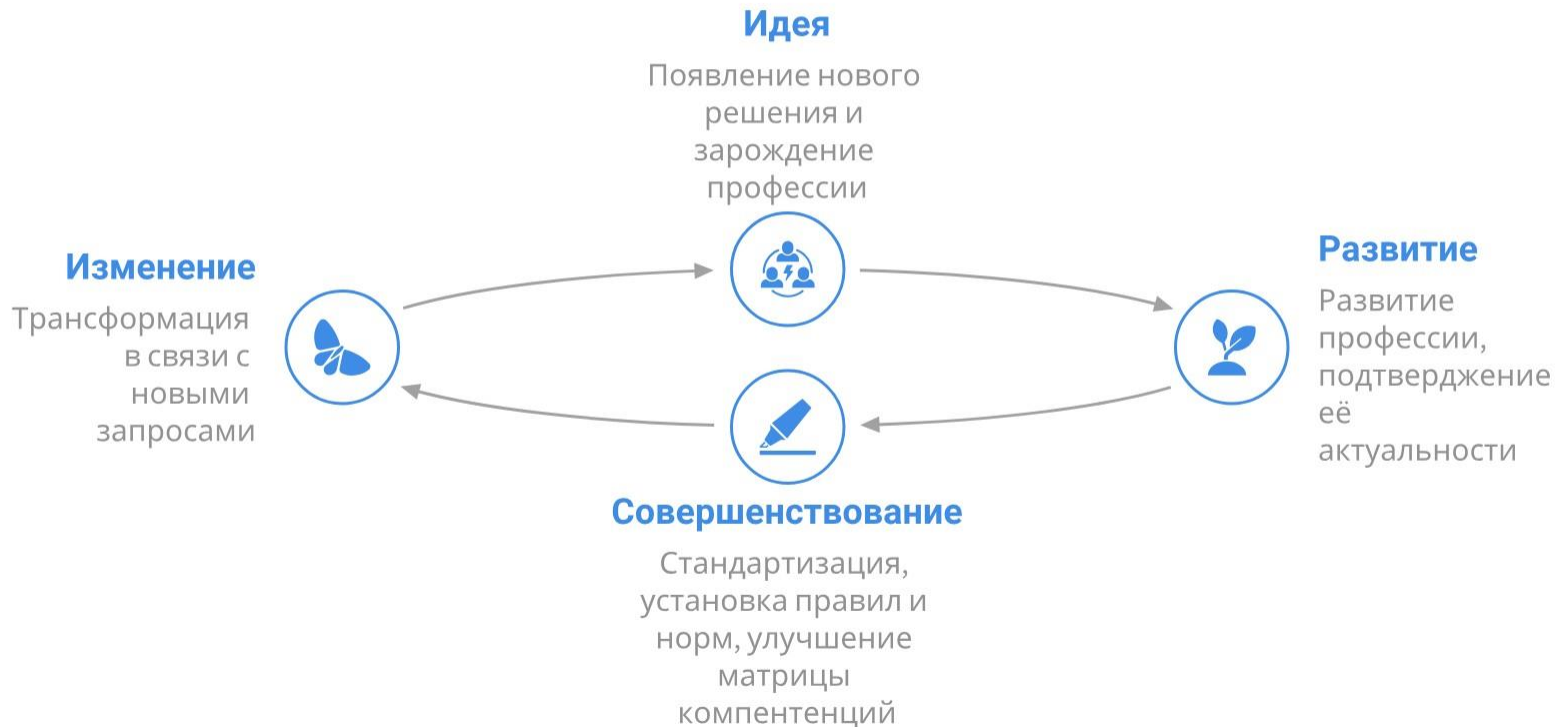 Идея
Появление нового
решения и
зарождение
профессии
Изменение
Трансформация
в связи с
новыми
запросами
Развитие
Развитие
профессии,
подтверджение
её
актуальности
Совершенствование
Стандартизация,
установка правил и
норм, улучшение
матрицы
компентенций